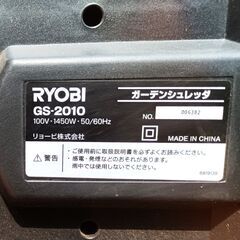 RYOBI
GS-2010
100V・1450W・50/60Hz
リョービ株式会社
ガーデンシュレッダ
NO. 006382
MADE IN CHINA
警告
・ご使用前に取扱説明書を必ずよくお読みください。
・感電・発煙などのおそれがありますので、
雨中では使用しないでください。